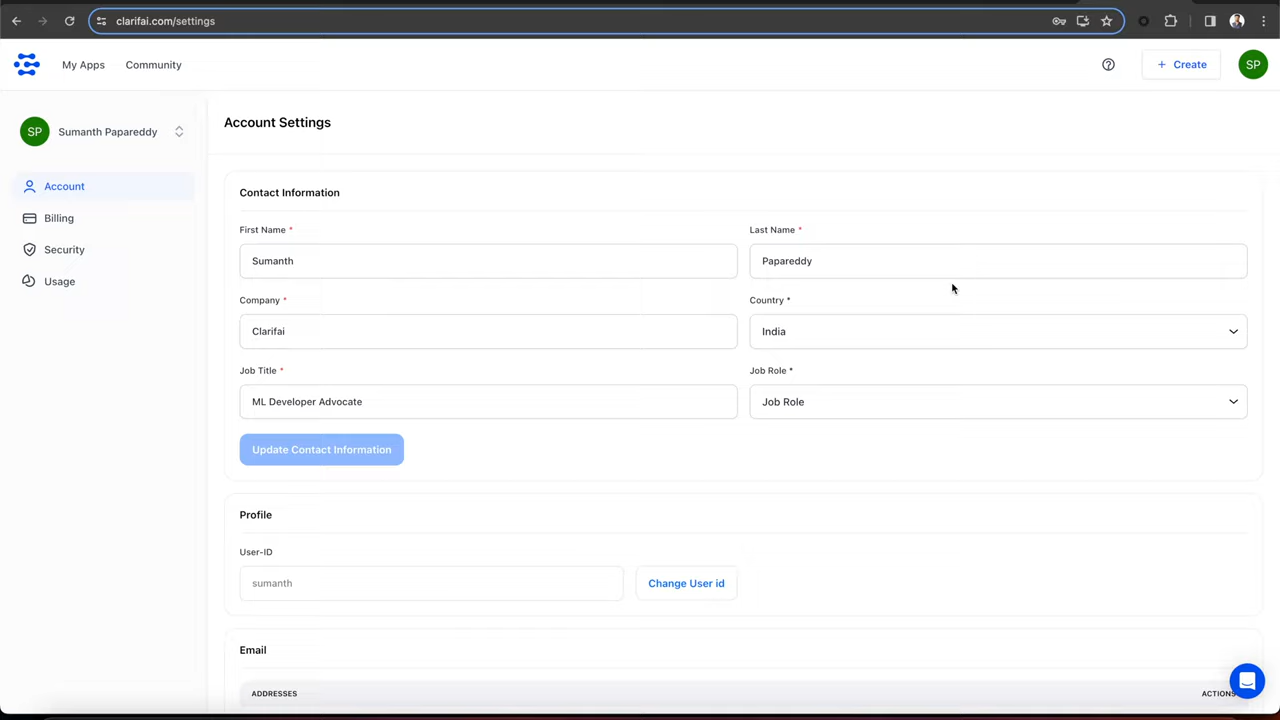 clarifai.com/settings
My Apps
Community
+ Create
SP
SP
Sumanth Papareddy
Account
Billing
Security
Usage
Account Settings
Contact Information
First Name *
Last Name *
Sumanth
Papareddy
Company *
Country *
Clarifai
India
Job Title *
Job Role *
ML Developer Advocate
Job Role
Update Contact Information
Profile
User-ID
sumanth
Change User id
Email
ADDRESSES
ACTIONS